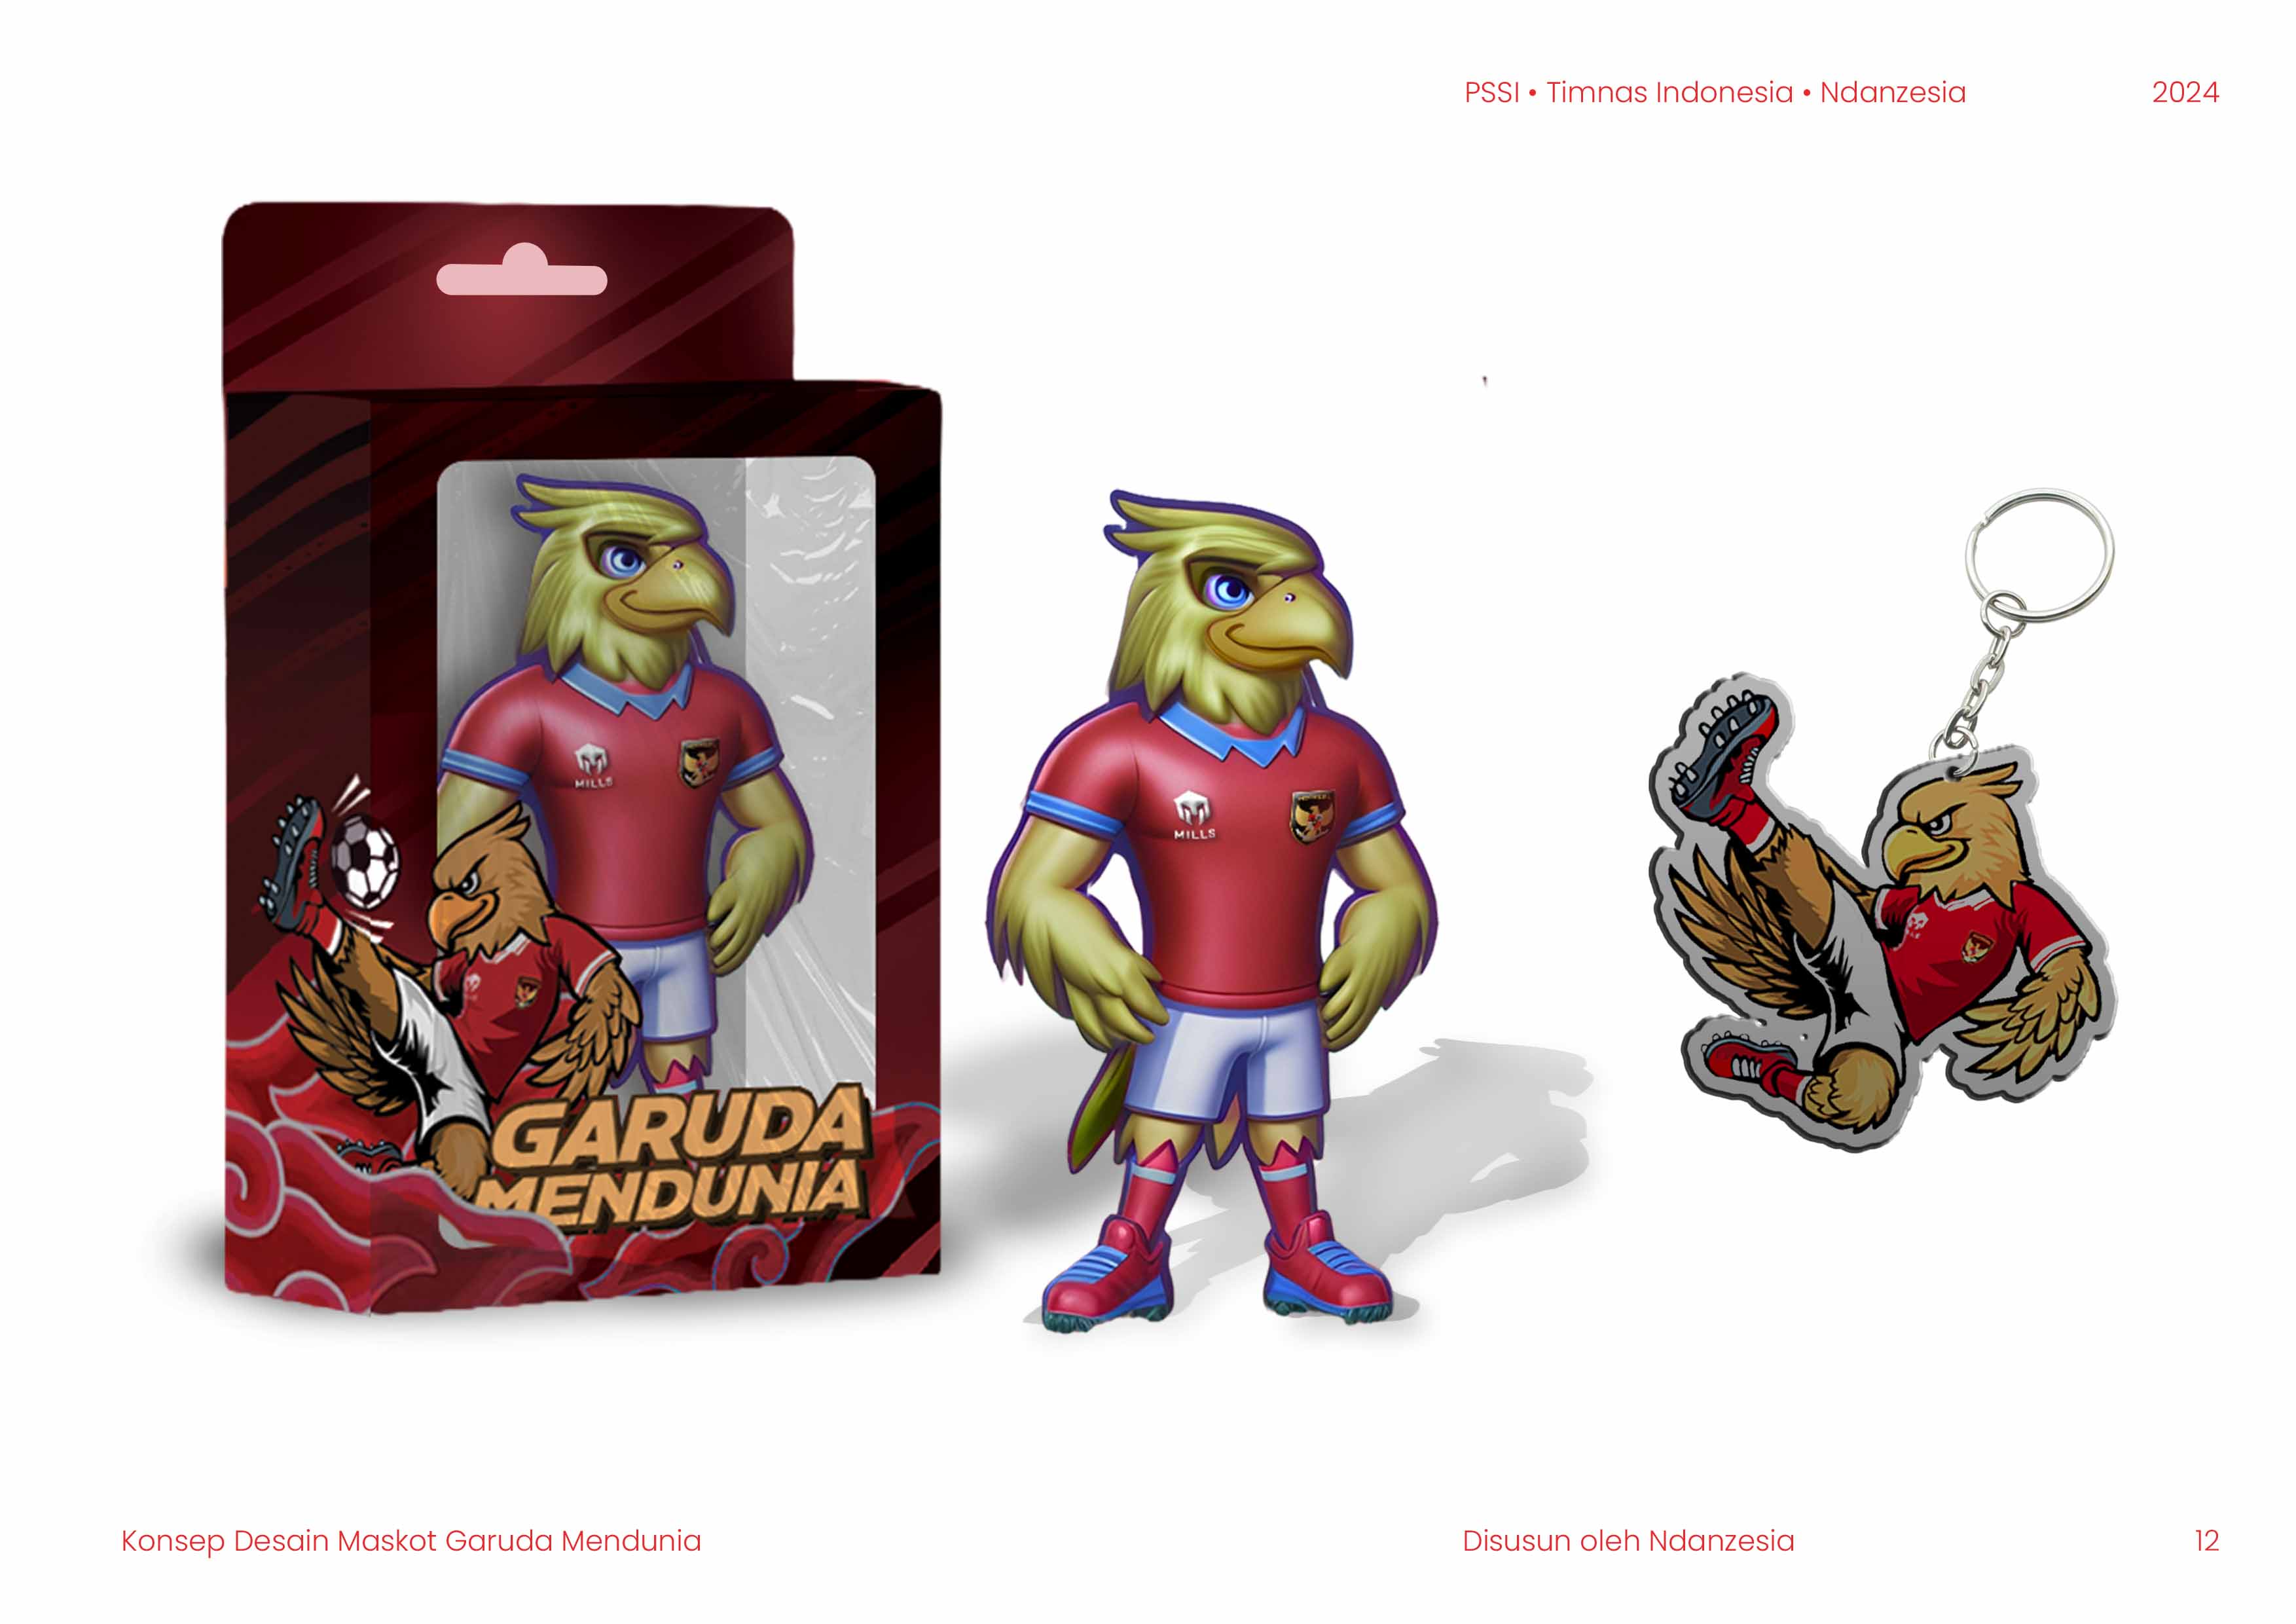 PSSI • Timnas Indonesia • Ndanzesia
2024
MILLS
GARUDA
MENDUNIA
MILLS
Konsep Desain Maskot Garuda Mendunia
Disusun oleh Ndanzesia
12